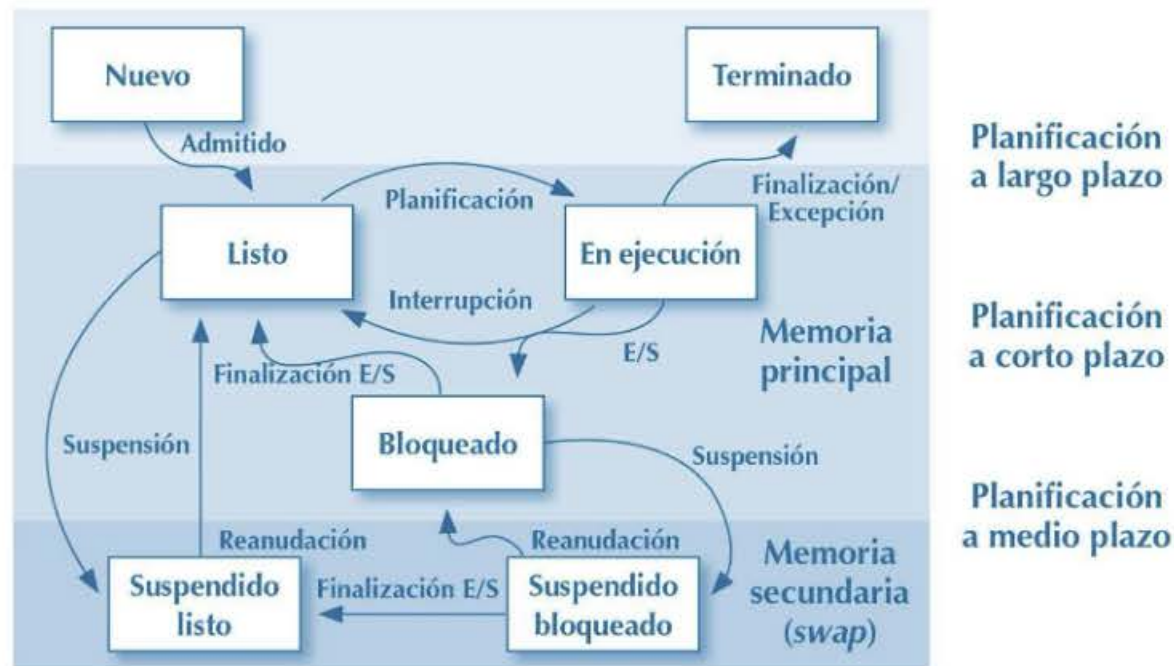 Nuevo
Terminado
Admitido
Planificación
a largo plazo
Planificación
Finalización/
Excepción
Listo
En ejecución
Interrupción
E/S
Memoria
principal
Planificación
a corto plazo
Finalización E/S
Suspensión
Bloqueado
Suspensión
Planificación
a medio plazo
Reanudación
Reanudación
Memoria
secundaria
(swap)
Suspendido
listo
Finalización E/S
Suspendido
bloqueado